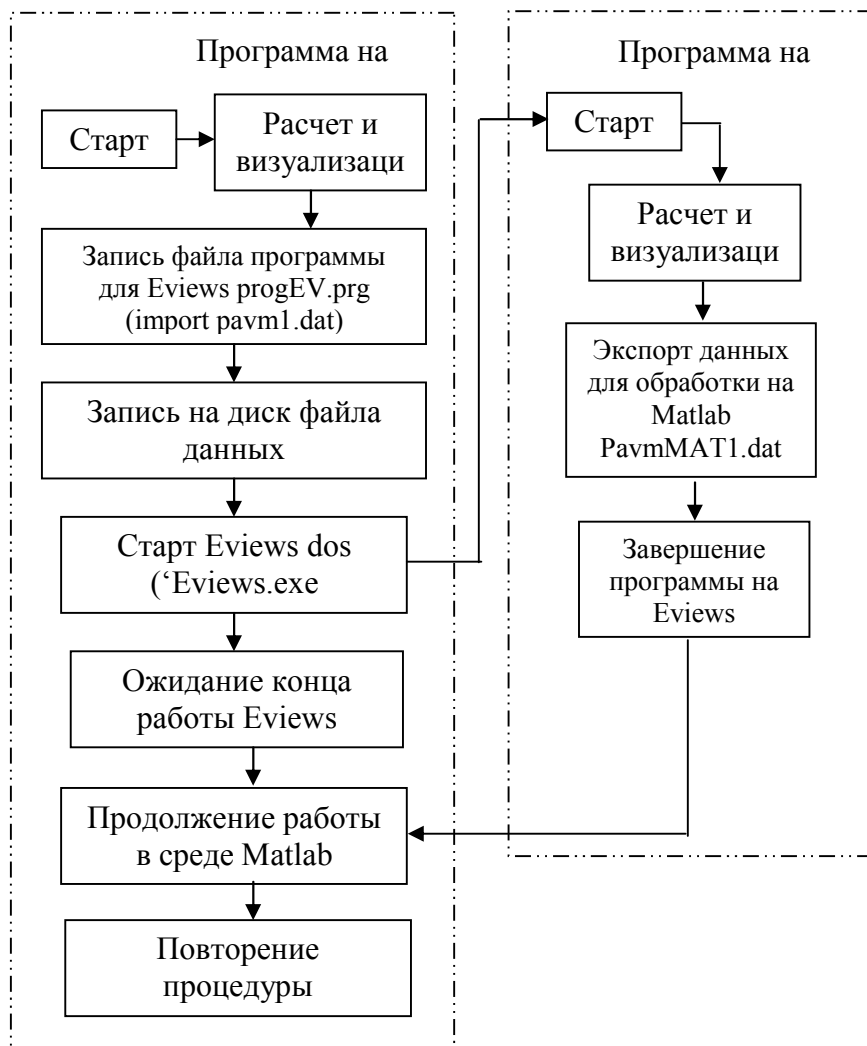 Программа на
Старт
Расчет и
визуализаци
Запись файла программы
для Eviews progEV.prg
(import pavm1.dat)
Запись на диск файла
данных
Старт Eviews dos
(‘Eviews.exe
Ожидание конца
работы Eviews
Продолжение работы
в среде Matlab
Повторение
процедуры
Программа на
Старт
Расчет и
визуализаци
Экспорт данных
для обработки на
Matlab
PavmMAT1.dat
Завершение
программы на
Eviews